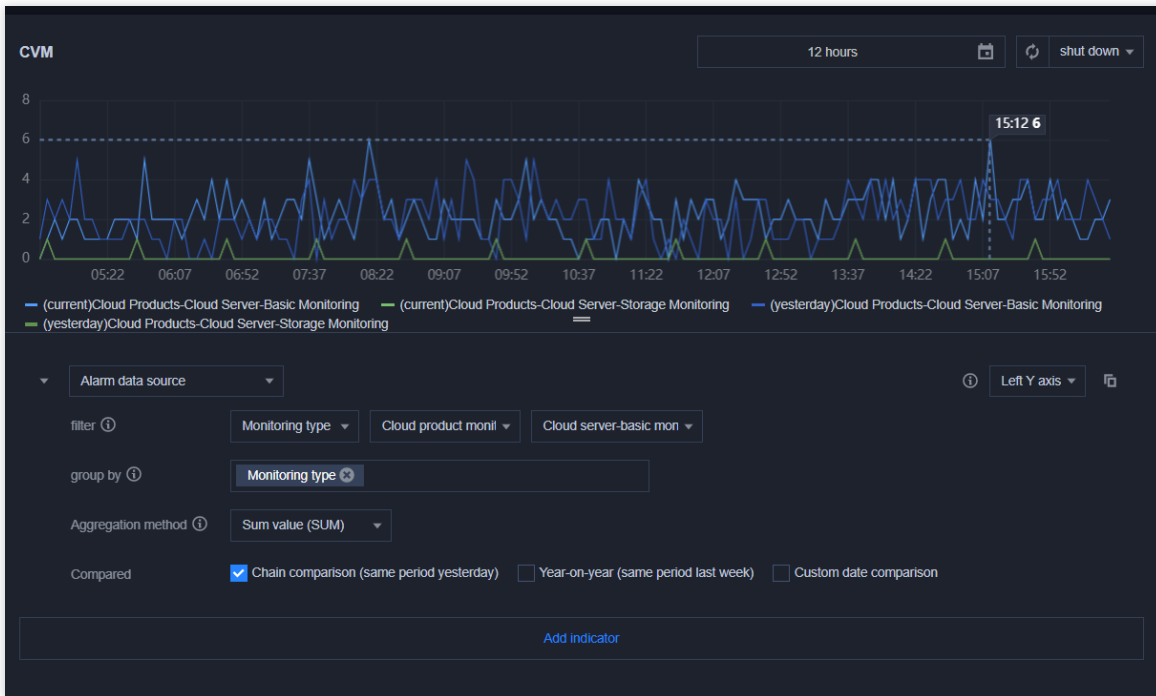 CVM 12 hours shut down
8
6
15:12 6
4
2
0
05:22 06:07 06:52 07:37 08:22 09:07 09:52 10:37 11:22 12:07 12:52 13:37 14:22 15:07 15:52
(current)Cloud Products-Cloud Server-Basic Monitoring (current)Cloud Products-Cloud Server-Storage Monitoring (yesterday)Cloud Products-Cloud Server-Basic Monitoring
(yesterday)Cloud Products-Cloud Server-Storage Monitoring
Alarm data source Left Y axis
filter Monitoring type Cloud product monit Cloud server-basic mon
group by Monitoring type
Aggregation method Sum value (SUM)
Compared Chain comparison (same period yesterday) Year-on-year (same period last week) Custom date comparison
Add indicator